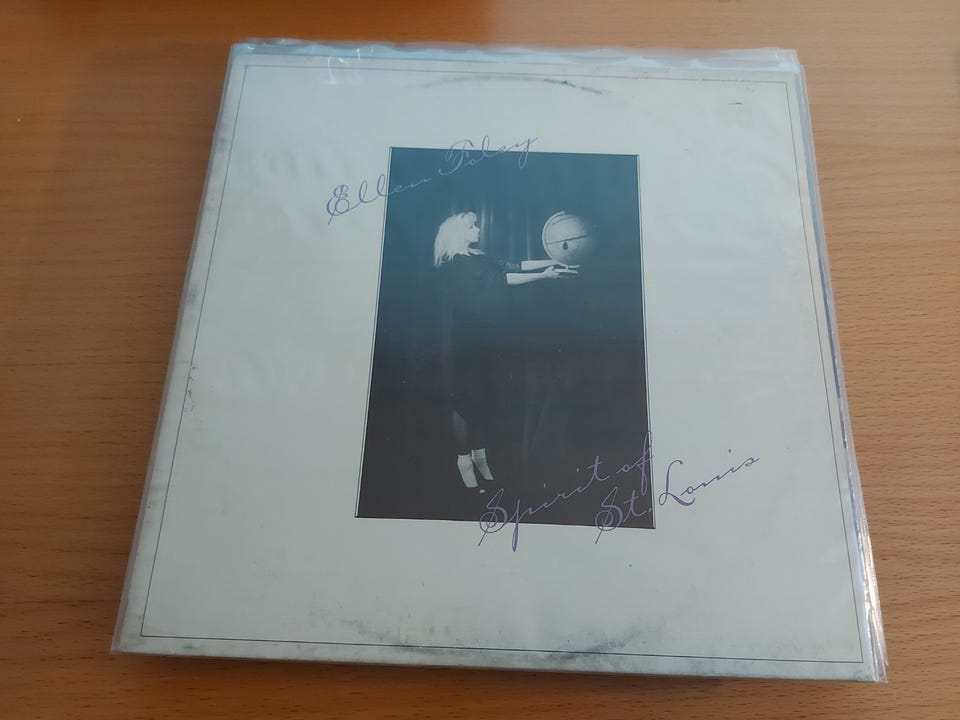 Ellen Foley
Spirit of
St. Louis